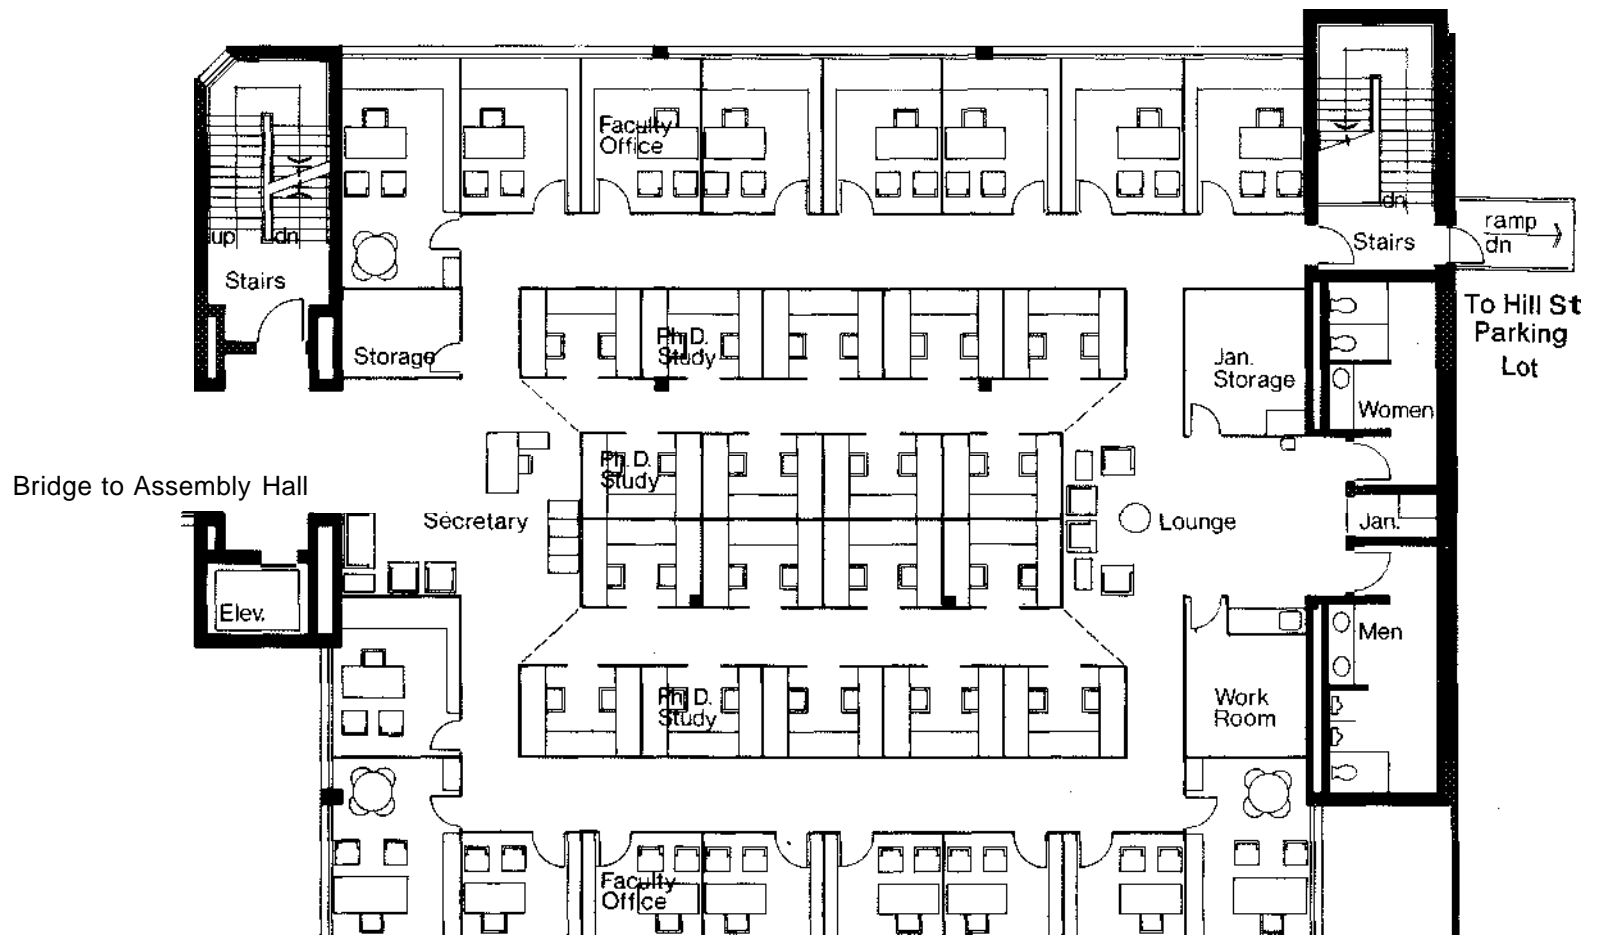 Faculty
Office
up
dn
Stairs
dn
Stairs
ramp
dn
To Hill St
Parking
Lot
Storage
Ph.D.
Study
Jan.
Storage
Women
Ph. D.
Study
Bridge to Assembly Hall
Secretary
Lounge
Jan.
Elev.
Men
Ph. D.
Study
Work
Room
Faculty
Office